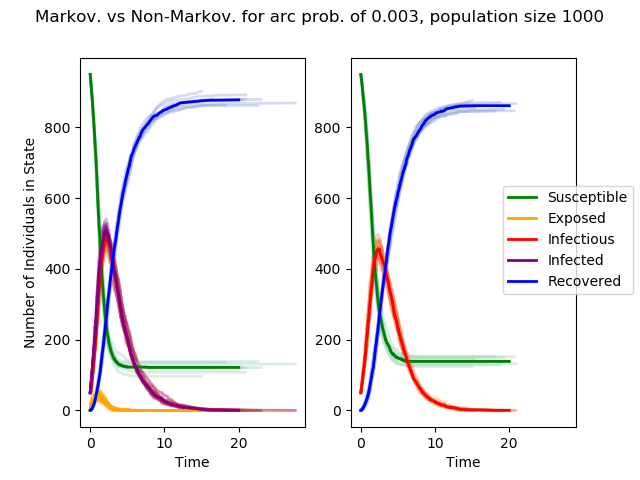 Markov. vs Non-Markov. for arc prob. of 0.003, population size 1000
Number of Individuals in State
800
600
400
200
0
0
10
20
Time
800
600
400
200
0
0
10
20
Time
Susceptible
Exposed
Infectious
Infected
Recovered